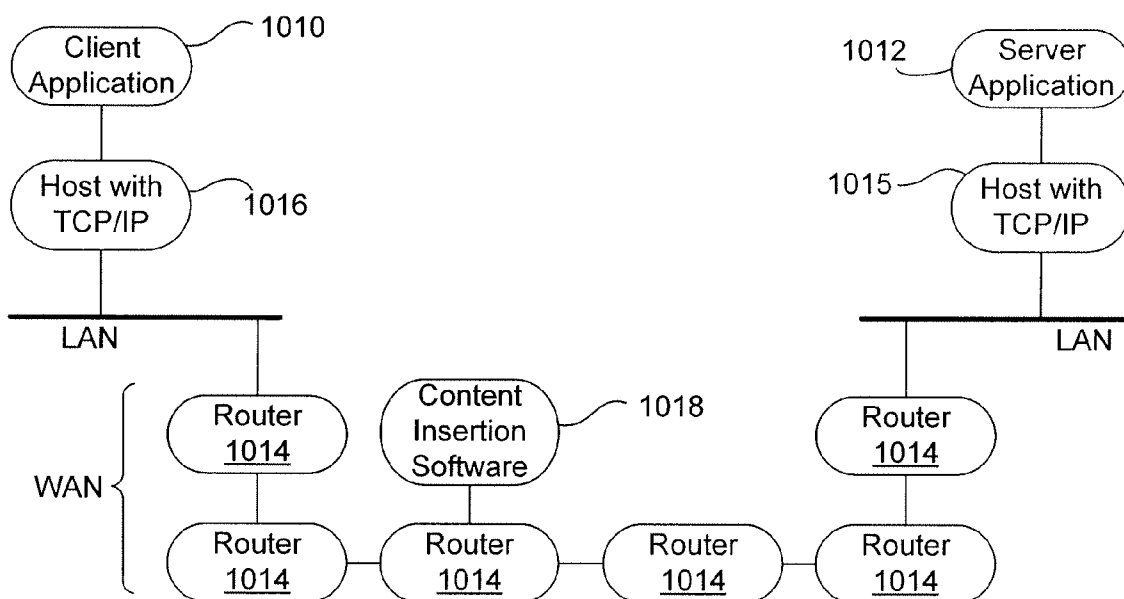 Client
Application
1010
1012
Server
Application
Host with
TCP/IP
1016
1015
Host with
TCP/IP
LAN
LAN
WAN
Router
1014
Content
Insertion
Software
1018
Router
1014
Router
1014
Router
1014
Router
1014
Router
1014